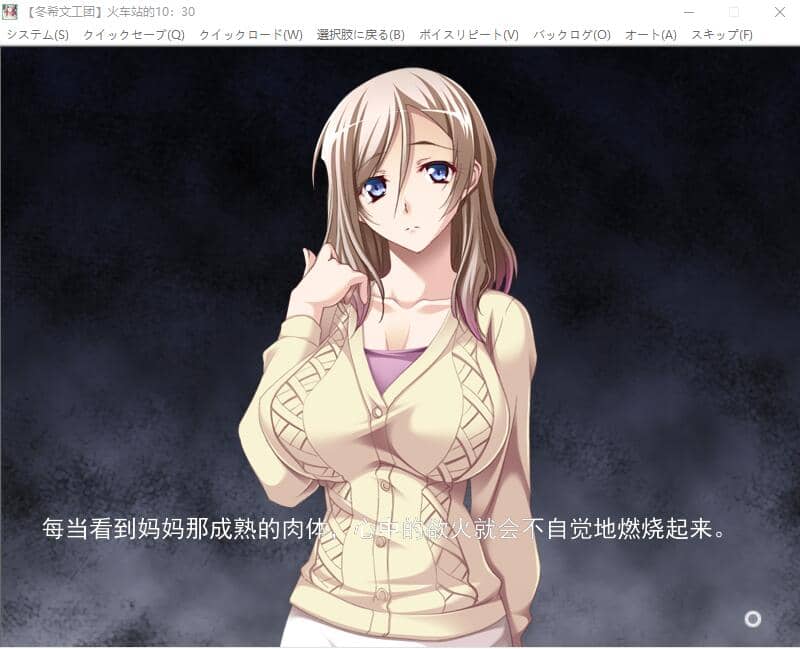 【冬希文工团】火车站的10：30
システム(S) クイックセーブ(Q) クイックロード(W) 選択肢に戻る(B) ボイスリピート(V) バックログ(O) オート(A) スキップ(F)
每当看到妈妈那成熟的肉体，心中的欲火就会不自觉地燃烧起来。